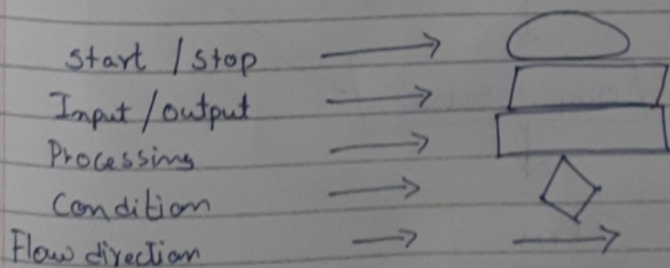 Start / Stop
Input / output
Processing
Condition
Flow direction